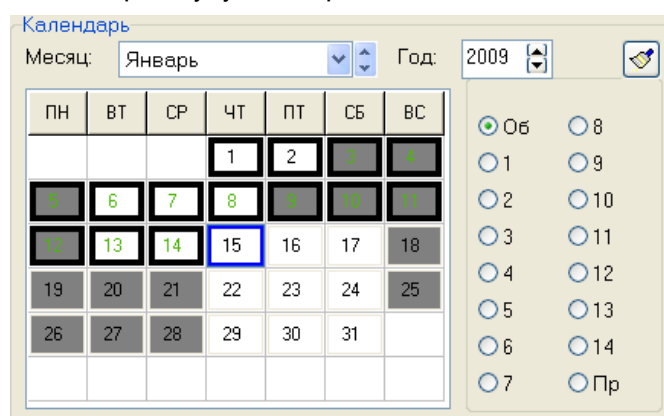 Календарь
Месяц: Январь Год: 2009
ПН ВТ СР ЧТ ПТ СБ ВС
1 2 3 4
5 6 7 8 9 10 11
12 13 14 15 16 17 18
19 20 21 22 23 24 25
26 27 28 29 30 31
Об 8
1 9
2 10
3 11
4 12
5 13
6 14
7 Пр